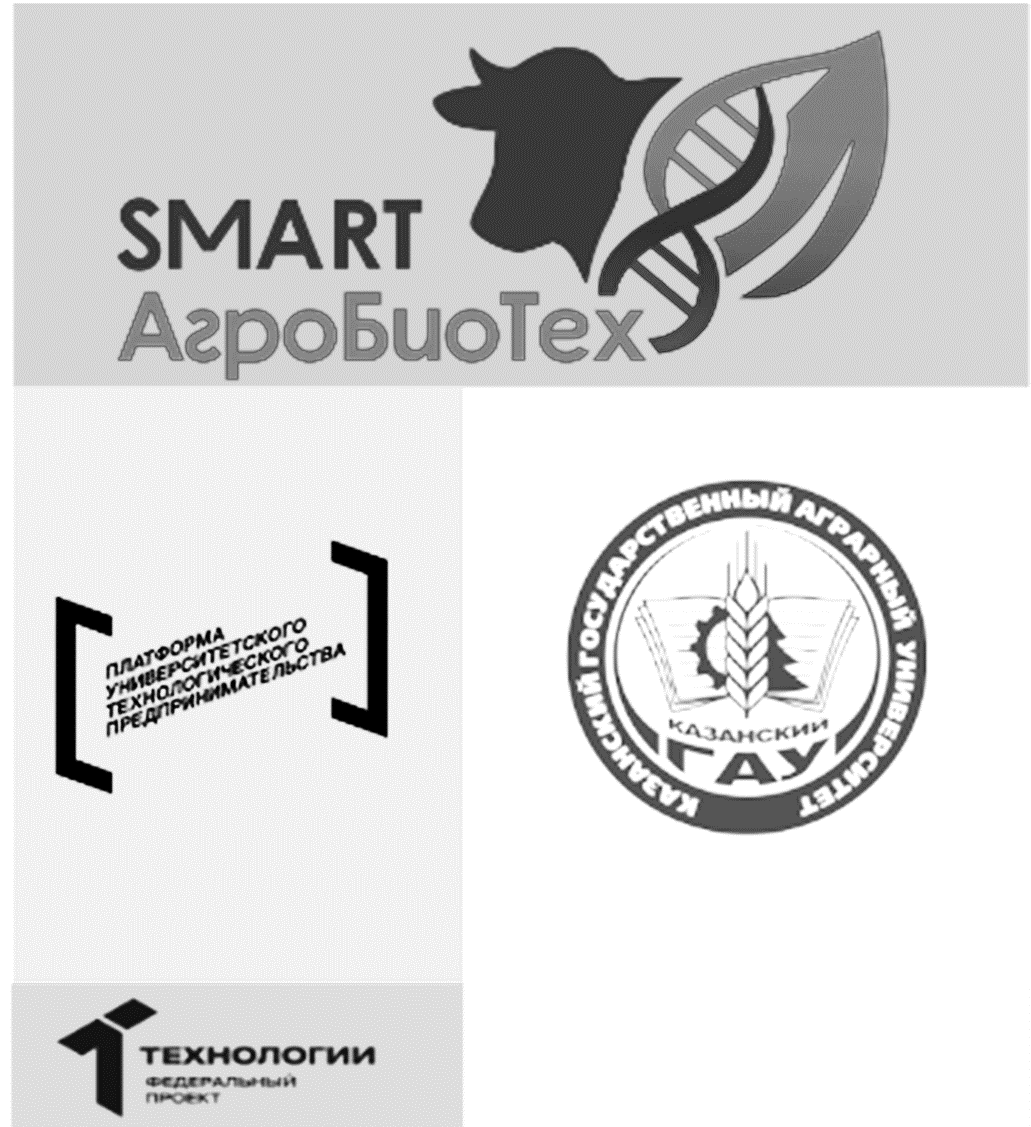 SMART
АгроБиоТех
ПЛАТФОРМА
УНИВЕРСИТЕТСКОГО
ТЕХНОЛОГИЧЕСКОГО
ПРЕДПРИНИМАТЕЛЬСТВА
КАЗАНСКИЙ ГОСУДАРСТВЕННЫЙ АГРАРНЫЙ УНИВЕРСИТЕТ
КАЗАНСКИЙ
ГАУ
ТЕХНОЛОГИИ
ФЕДЕРАЛЬНЫЙ
ПРОЕКТ